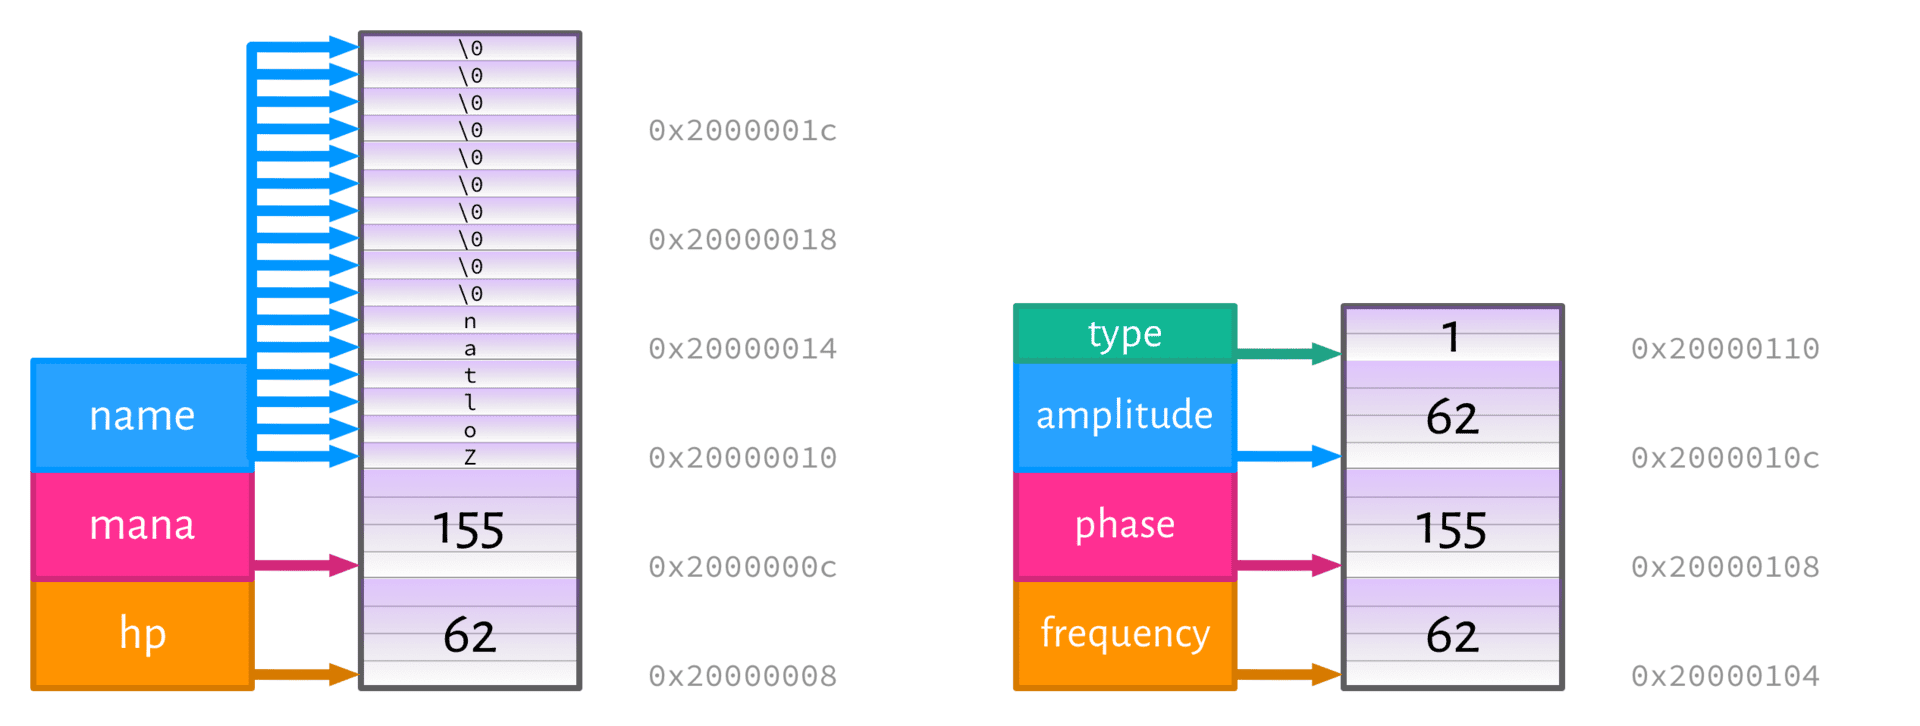 \0
\0
\0
\0
\0
\0
\0
\0
\0
\0
n
a
t
l
o
Z
155
62
name
mana
hp
0x2000001c
0x20000018
0x20000014
0x20000010
0x2000000c
0x20000008
type
amplitude
phase
frequency
1
62
155
62
0x20000110
0x2000010c
0x20000108
0x20000104